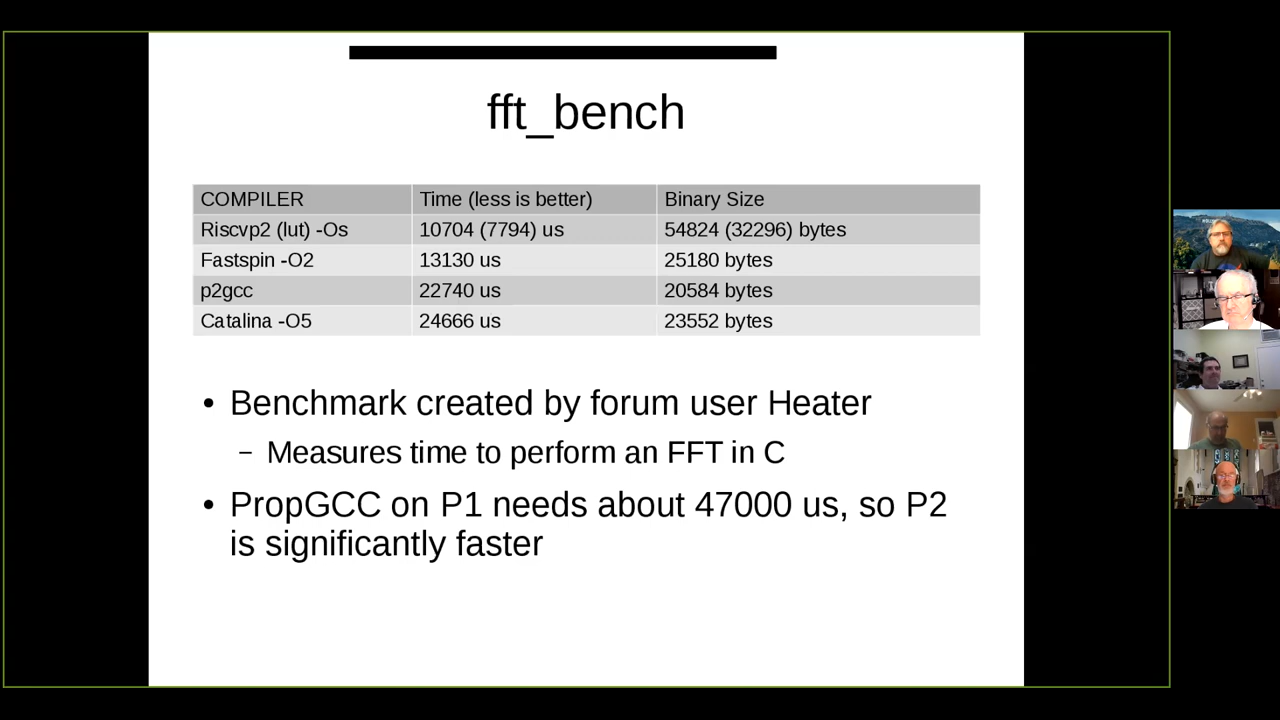 fft_bench
COMPILER Time (less is better) Binary Size
Riscvp2 (lut) -Os 10704 (7794) us 54824 (32296) bytes
Fastspin -O2 13130 us 25180 bytes
p2gcc 22740 us 20584 bytes
Catalina -O5 24666 us 23552 bytes
• Benchmark created by forum user Heater
– Measures time to perform an FFT in C
• PropGCC on P1 needs about 47000 us, so P2
is significantly faster